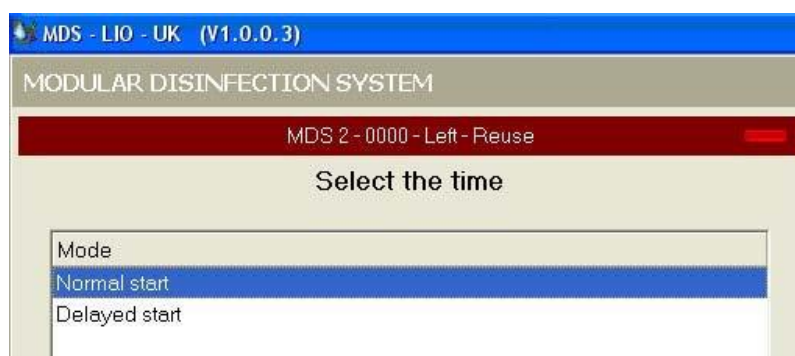 MDS - LIO - UK (V1.0.0.3)
MODULAR DISINFECTION SYSTEM
MDS 2 - 0000 - Left - Reuse
Select the time
Mode
Normal start
Delayed start